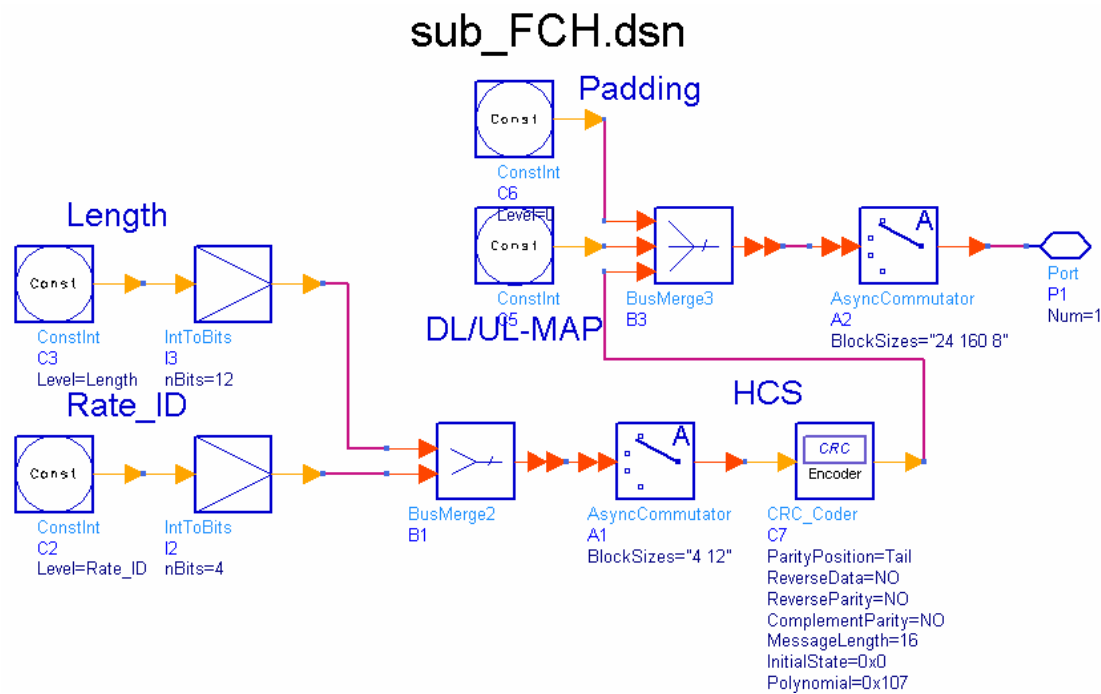 sub_FCH.dsn
Padding
Const
ConstInt
C6
Level=0
Const
ConstInt
C5
DL/UL-MAP
BusMerge3
B3
A
AsyncCommutator
A2
BlockSizes="24 160 8"
Port
P1
Num=1
Length
Const
ConstInt
C3
Level=Length
IntToBits
I3
nBits=12
Rate_ID
Const
ConstInt
C2
Level=Rate_ID
IntToBits
I2
nBits=4
BusMerge2
B1
A
AsyncCommutator
A1
BlockSizes="4 12"
HCS
CRC
Encoder
CRC_Coder
C7
ParityPosition=Tail
ReverseData=NO
ReverseParity=NO
ComplementParity=NO
MessageLength=16
InitialState=0x0
Polynomial=0x107